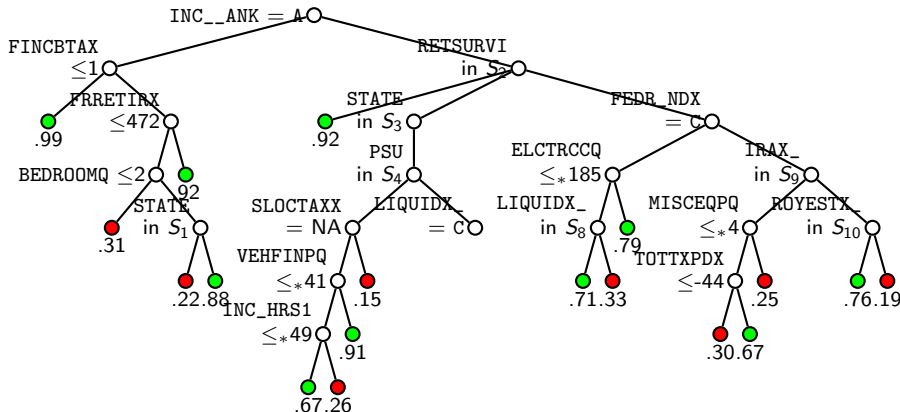 INC__ANK = A
FINCBTAX
≤1
RETSURVI
in S₂
FRRETIRX
≤472
STATE
in S₃
FEDR_NDX
= C
.99
.92
PSU
in S₄
ELCTRCCQ
≤*185
IRAX_
in S₉
BEDROOMQ ≤2
.92
STATE
in S₁
SLOCTAXX
= NA
LIQUIDX_
= C
LIQUIDX_
in S₈
MISCEQPQ
≤*4
ROYESTX_
in S₁₀
.31
.79
VEHFINPQ
≤*41
TOTTXPDX
≤-44
.22 .88
.15
.71 .33
.25
.76 .19
INC_HRS1
≤*49
.91
.30 .67
.67 .26